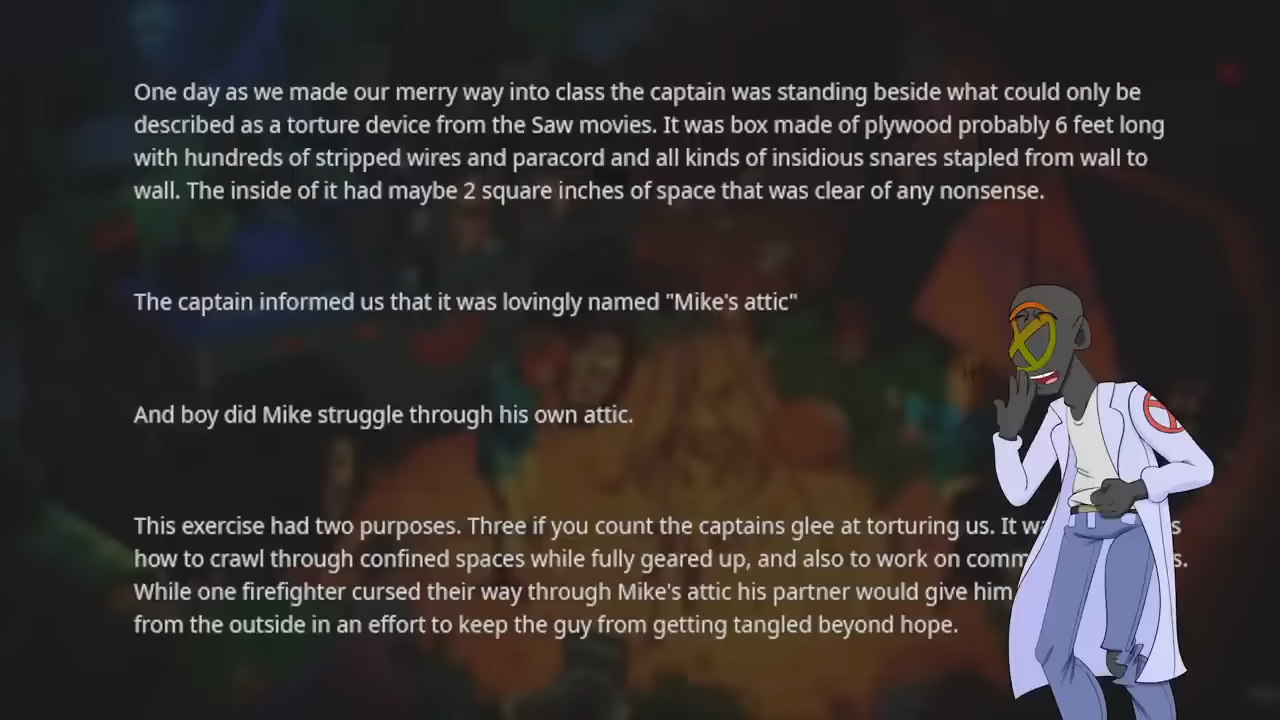 One day as we made our merry way into class the captain was standing beside what could only be
described as a torture device from the Saw movies. It was box made of plywood probably 6 feet long
with hundreds of stripped wires and paracord and all kinds of insidious snares stapled from wall to
wall. The inside of it had maybe 2 square inches of space that was clear of any nonsense.
The captain informed us that it was lovingly named "Mike's attic"
And boy did Mike struggle through his own attic.
This exercise had two purposes. Three if you count the captains glee at torturing us. It
how to crawl through confined spaces while fully geared up, and also to work on
While one firefighter cursed their way through Mike's attic his partner would give him
from the outside in an effort to keep the guy from getting tangled beyond hope.